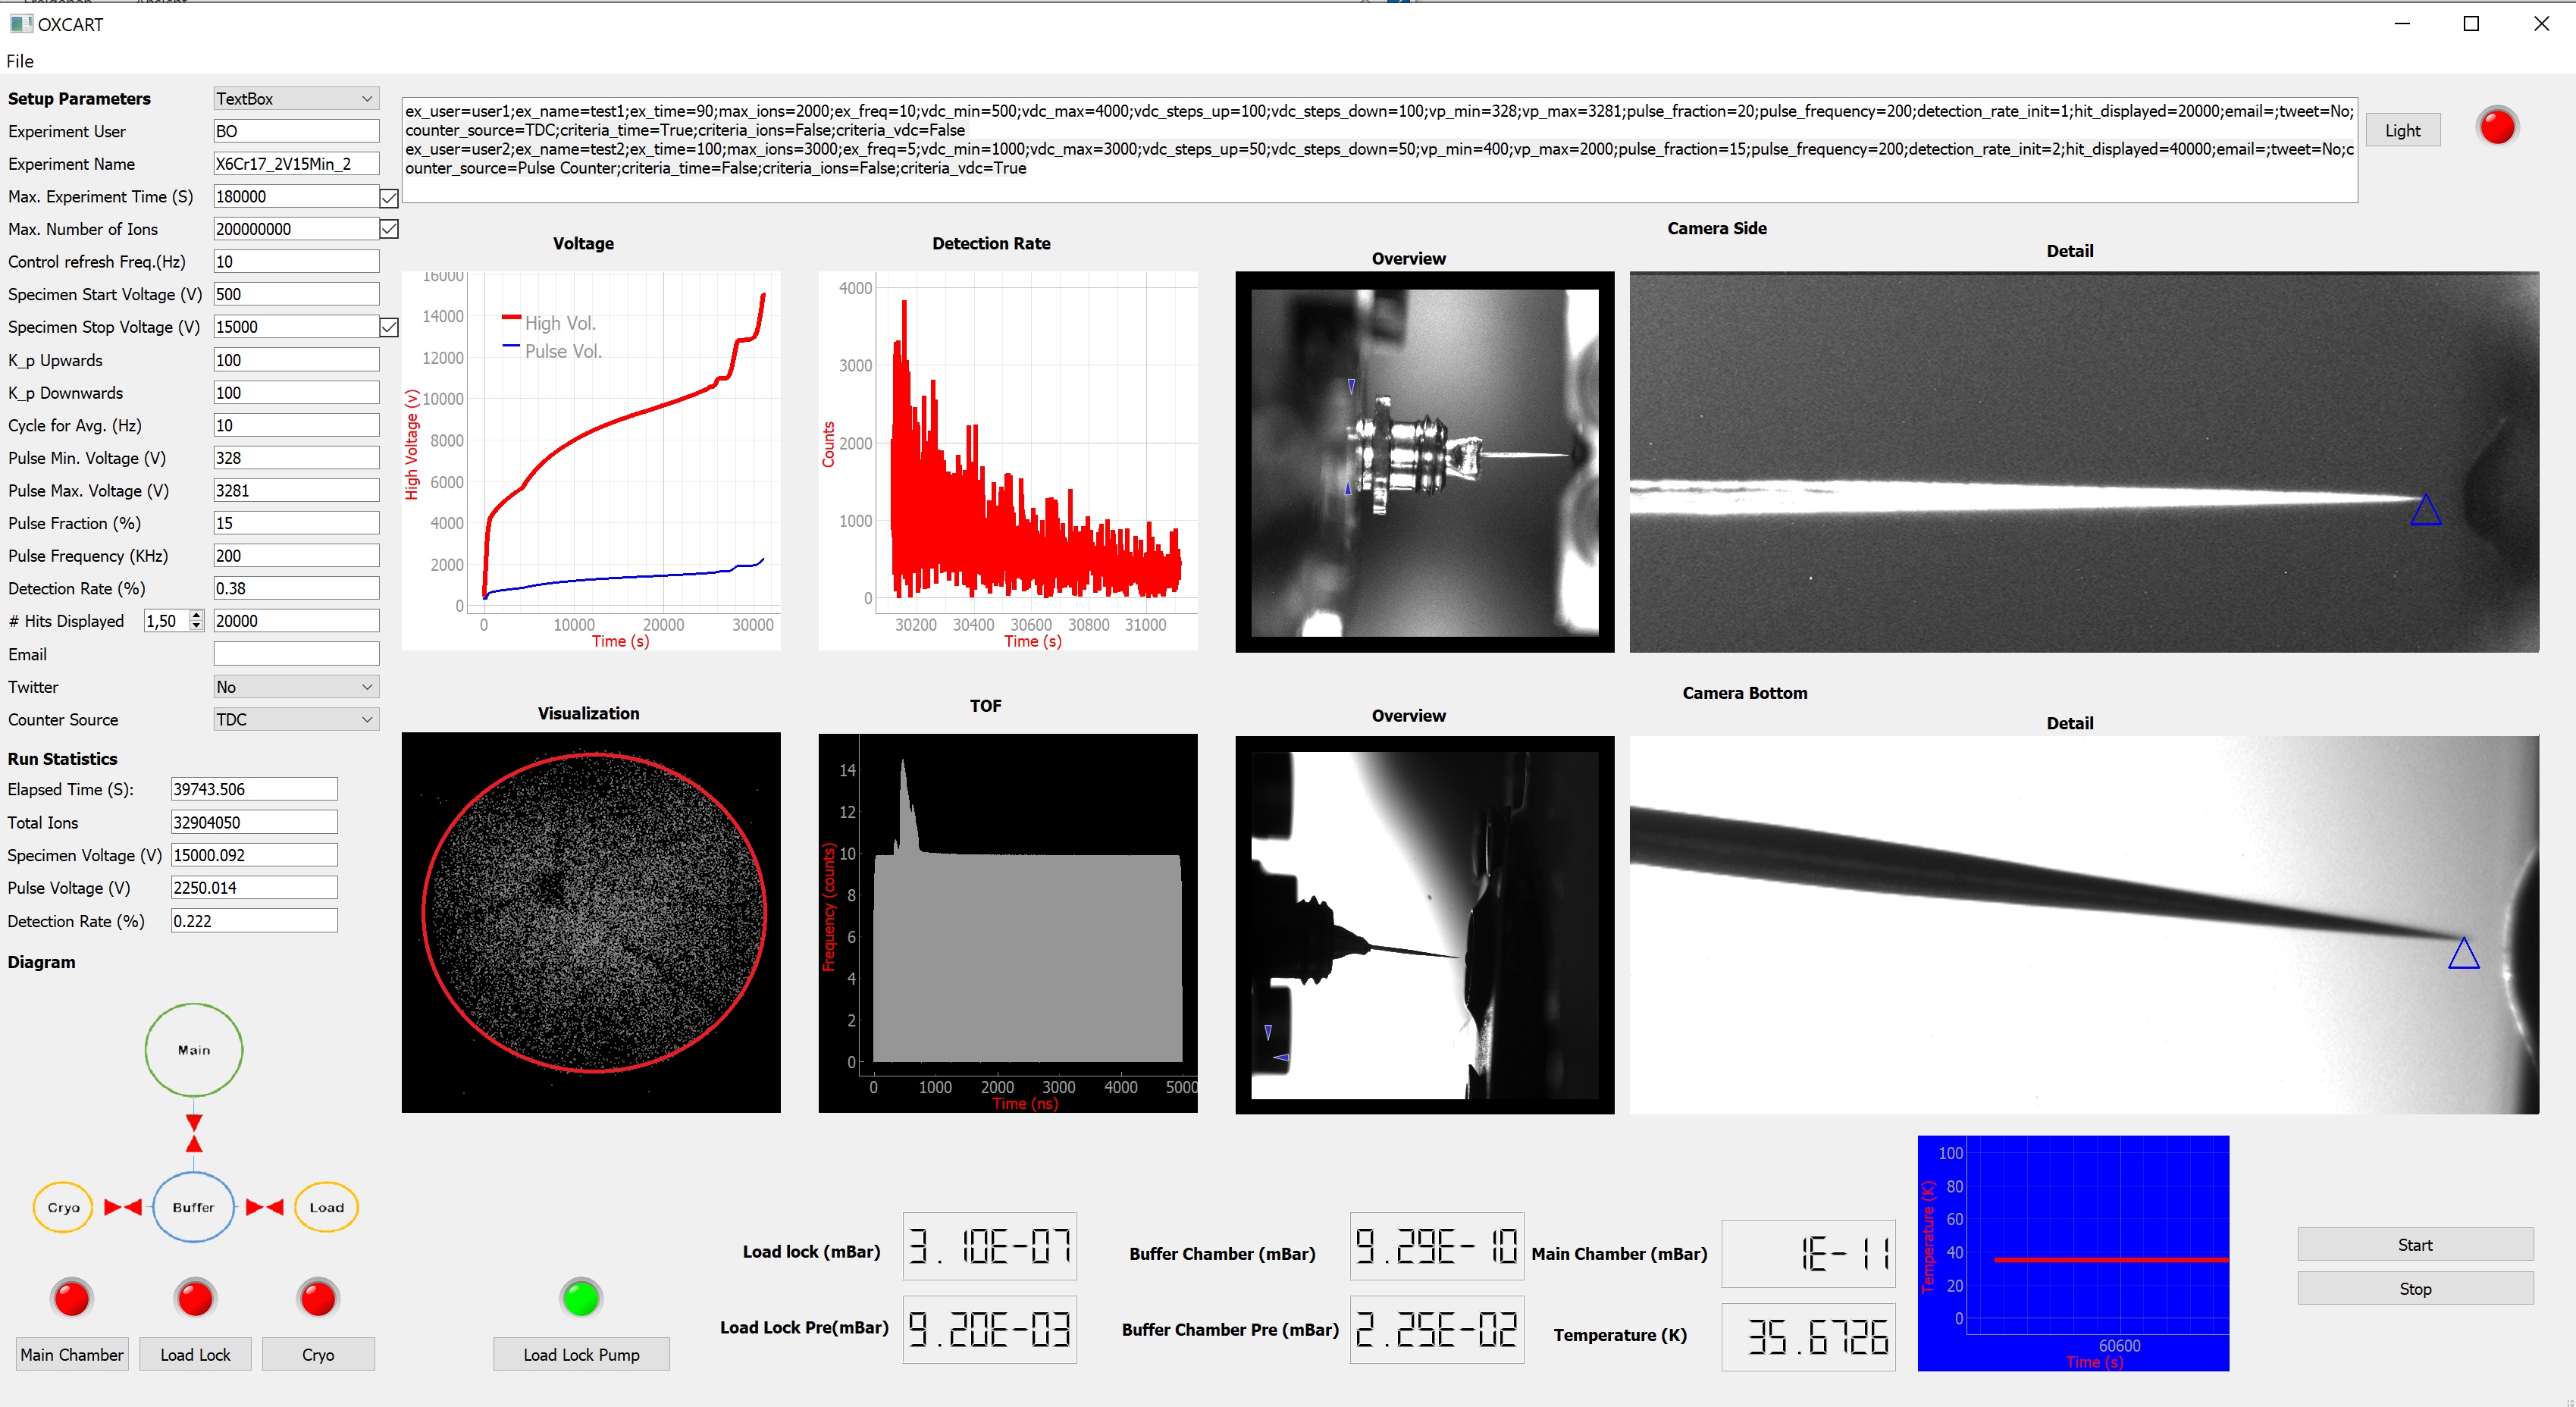 OXCART
File
Setup Parameters TextBox
Experiment User BO
Experiment Name X6Cr17_2V15Min_2
Max. Experiment Time (S) 180000
Max. Number of Ions 200000000
Control refresh Freq.(Hz) 10
Specimen Start Voltage (V) 500
Specimen Stop Voltage (V) 15000
K_p Upwards 100
K_p Downwards 100
Cycle for Avg. (Hz) 10
Pulse Min. Voltage (V) 328
Pulse Max. Voltage (V) 3281
Pulse Fraction (%) 15
Pulse Frequency (KHz) 200
Detection Rate (%) 0.38
# Hits Displayed 1,50 20000
Email
Twitter No
Counter Source TDC
Run Statistics
Elapsed Time (S): 39743.506
Total Ions 32904050
Specimen Voltage (V) 15000.092
Pulse Voltage (V) 2250.014
Detection Rate (%) 0.222
Diagram
Main
Cryo Buffer Load
Main Chamber Load Lock Cryo
ex_user=user1;ex_name=test1;ex_time=90;max_ions=2000;ex_freq=10;vdc_min=500;vdc_max=4000;vdc_steps_up=100;vdc_steps_down=100;vp_min=328;vp_max=3281;pulse_fraction=20;pulse_frequency=200;detection_rate_init=1;hit_displayed=20000;email=;tweet=No;
counter_source=TDC;criteria_time=True;criteria_ions=False;criteria_vdc=False
ex_user=user2;ex_name=test2;ex_time=100;max_ions=3000;ex_freq=5;vdc_min=1000;vdc_max=3000;vdc_steps_up=50;vdc_steps_down=50;vp_min=400;vp_max=2000;pulse_fraction=15;pulse_frequency=200;detection_rate_init=2;hit_displayed=40000;email=;tweet=No;c
ounter_source=Pulse Counter;criteria_time=False;criteria_ions=False;criteria_vdc=True
Light
Voltage
16000
14000
12000
10000
8000
6000
4000
2000
0
High Voltage (v)
High Vol.
Pulse Vol.
0 10000 20000 30000
Time (s)
Detection Rate
4000
3000
2000
1000
0
Counts
30200 30400 30600 30800 31000
Time (s)
Camera Side
Overview
Detail
Visualization
TOF
14
12
10
8
6
4
2
0
Frequency (counts)
0 1000 2000 3000 4000 5000
Time (ns)
Camera Bottom
Overview
Detail
Load Lock Pump
Load lock (mBar) 3.10E-07
Buffer Chamber (mBar) 9.29E-10
Main Chamber (mBar) 1E-11
Load Lock Pre(mBar) 9.20E-03
Buffer Chamber Pre (mBar) 2.25E-02
Temperature (K) 35.6726
100
80
60
40
20
0
Temperature (K)
60600
Time (s)
Start
Stop